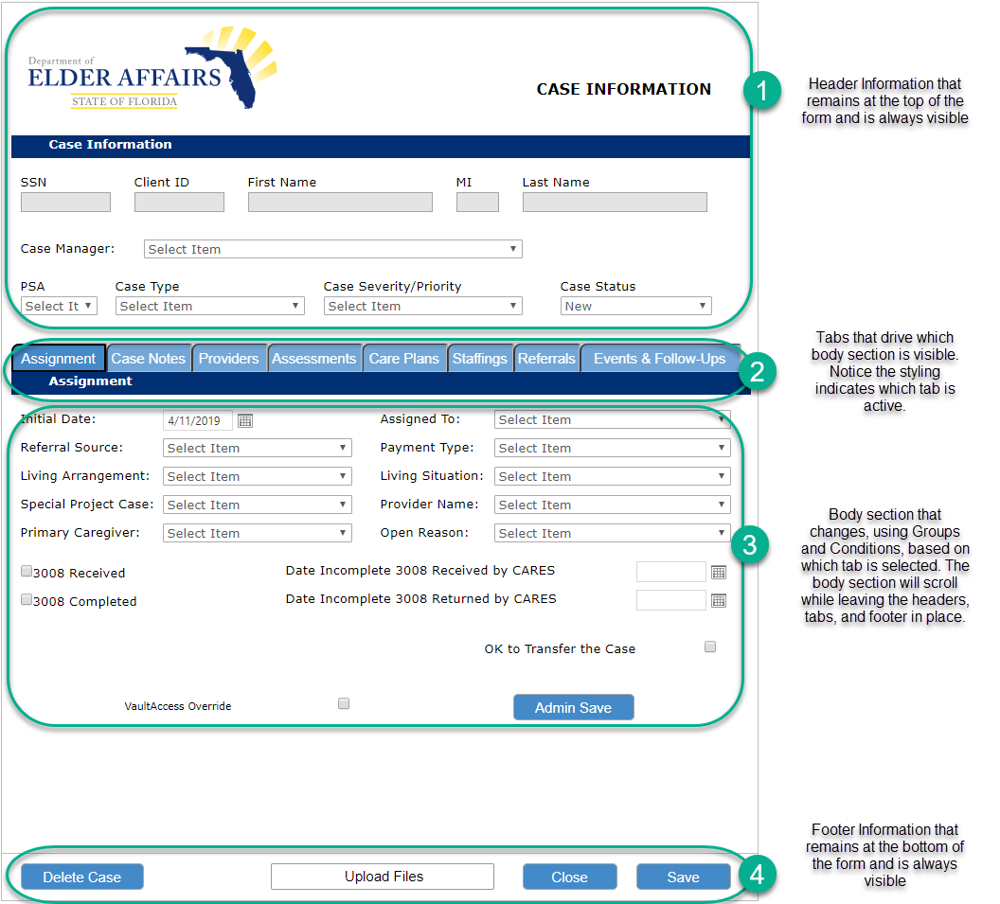 Department of
ELDER AFFAIRS
STATE OF FLORIDA
CASE INFORMATION
1
Header Information that
remains at the top of the
form and is always visible
Case Information
SSN Client ID First Name MI Last Name
Case Manager: Select Item
PSA Case Type Case Severity/Priority Case Status
Select It Select Item Select Item New
Assignment Case Notes Providers Assessments Care Plans Staffings Referrals Events & Follow-Ups
Assignment
2
Tabs that drive which
body section is visible.
Notice the styling
indicates which tab is
active.
Initial Date: 4/11/2019 Assigned To: Select Item
Referral Source: Select Item Payment Type: Select Item
Living Arrangement: Select Item Living Situation: Select Item
Special Project Case: Select Item Provider Name: Select Item
Primary Caregiver: Select Item Open Reason: Select Item
3
Body section that
changes, using Groups
and Conditions, based on
which tab is selected. The
body section will scroll
while leaving the headers,
tabs, and footer in place.
3008 Received Date Incomplete 3008 Received by CARES
3008 Completed Date Incomplete 3008 Returned by CARES
OK to Transfer the Case
VaultAccess Override Admin Save
Delete Case Upload Files Close Save
4
Footer Information that
remains at the bottom of
the form and is always
visible